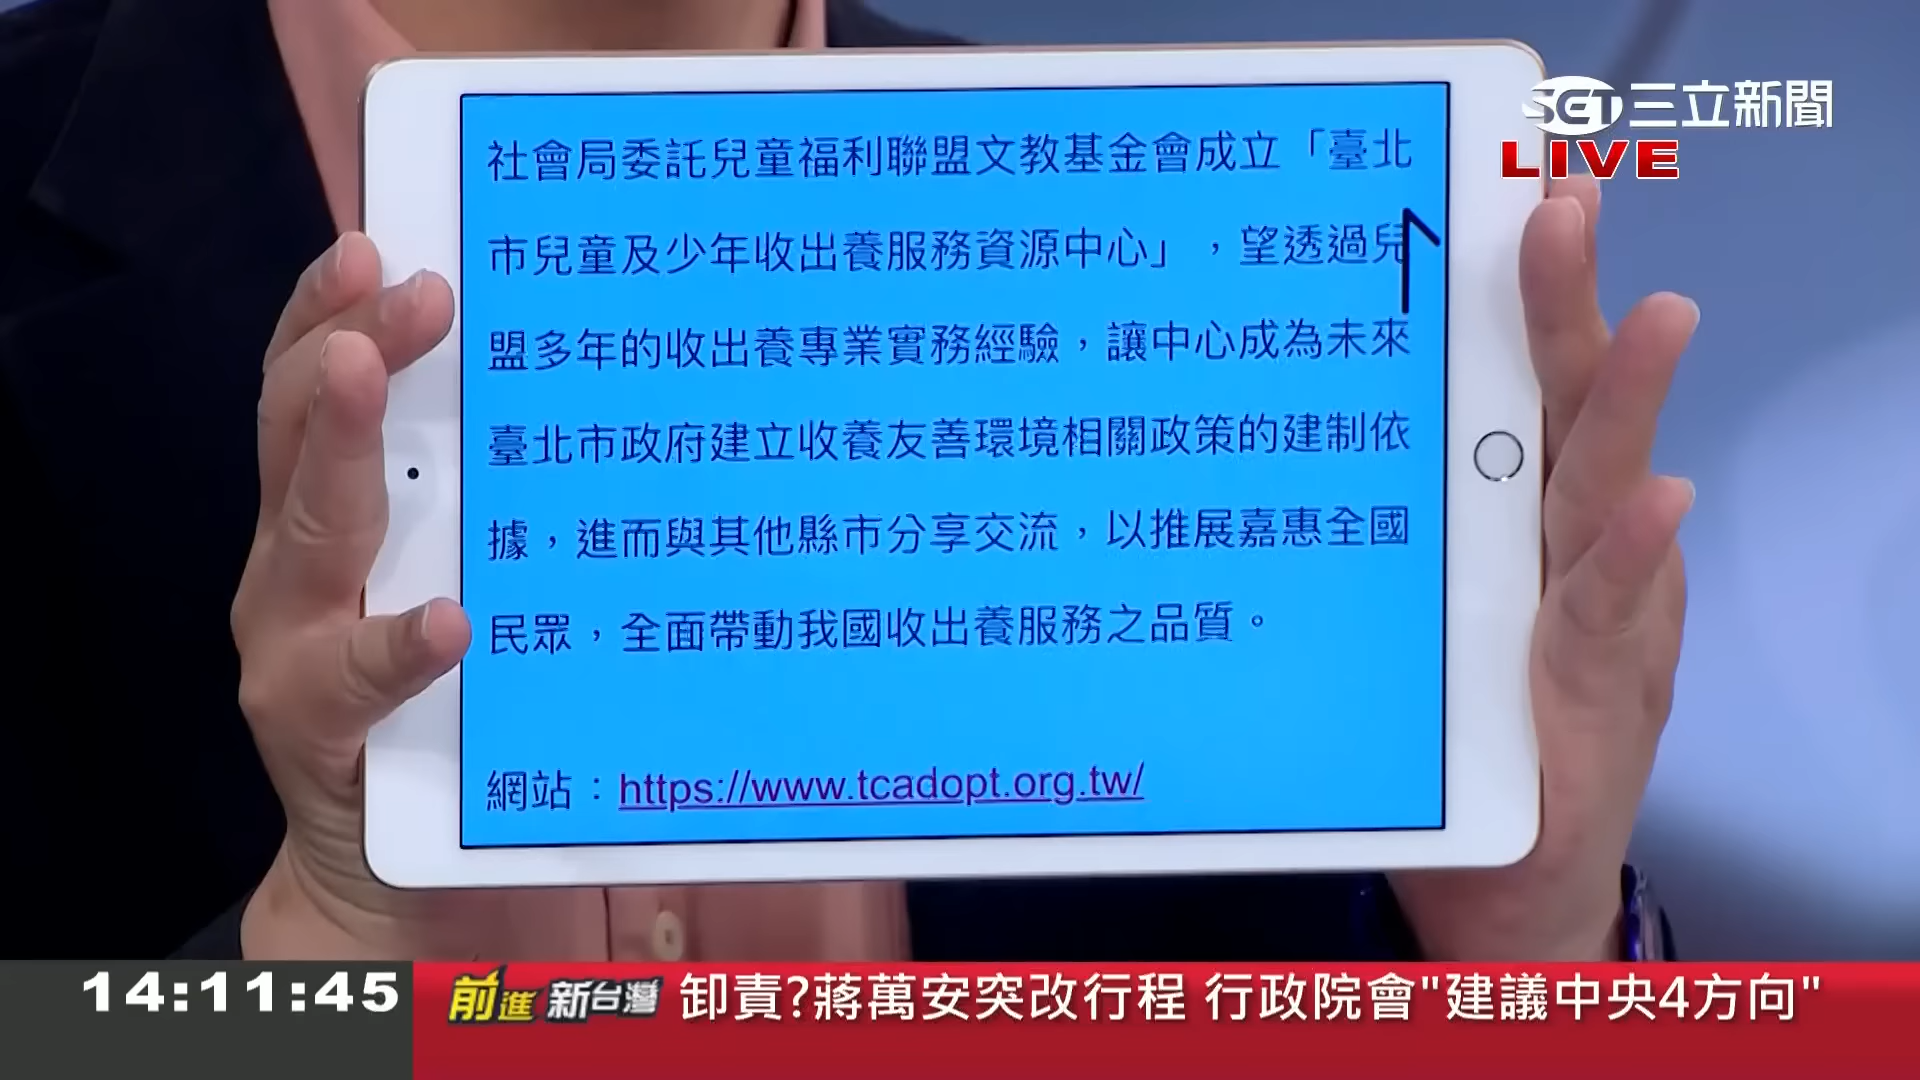 SET三立新聞
LIVE
社會局委託兒童福利聯盟文教基金會成立「臺北
市兒童及少年收出養服務資源中心」，望透過兒
盟多年的收出養專業實務經驗，讓中心成為未來
臺北市政府建立收養友善環境相關政策的建制依
據，進而與其他縣市分享交流，以推展嘉惠全國
民眾，全面帶動我國收出養服務之品質。
網站：https://www.tcadopt.org.tw/
14:11:45
前進新台灣 卸責?蔣萬安突改行程 行政院會"建議中央4方向"